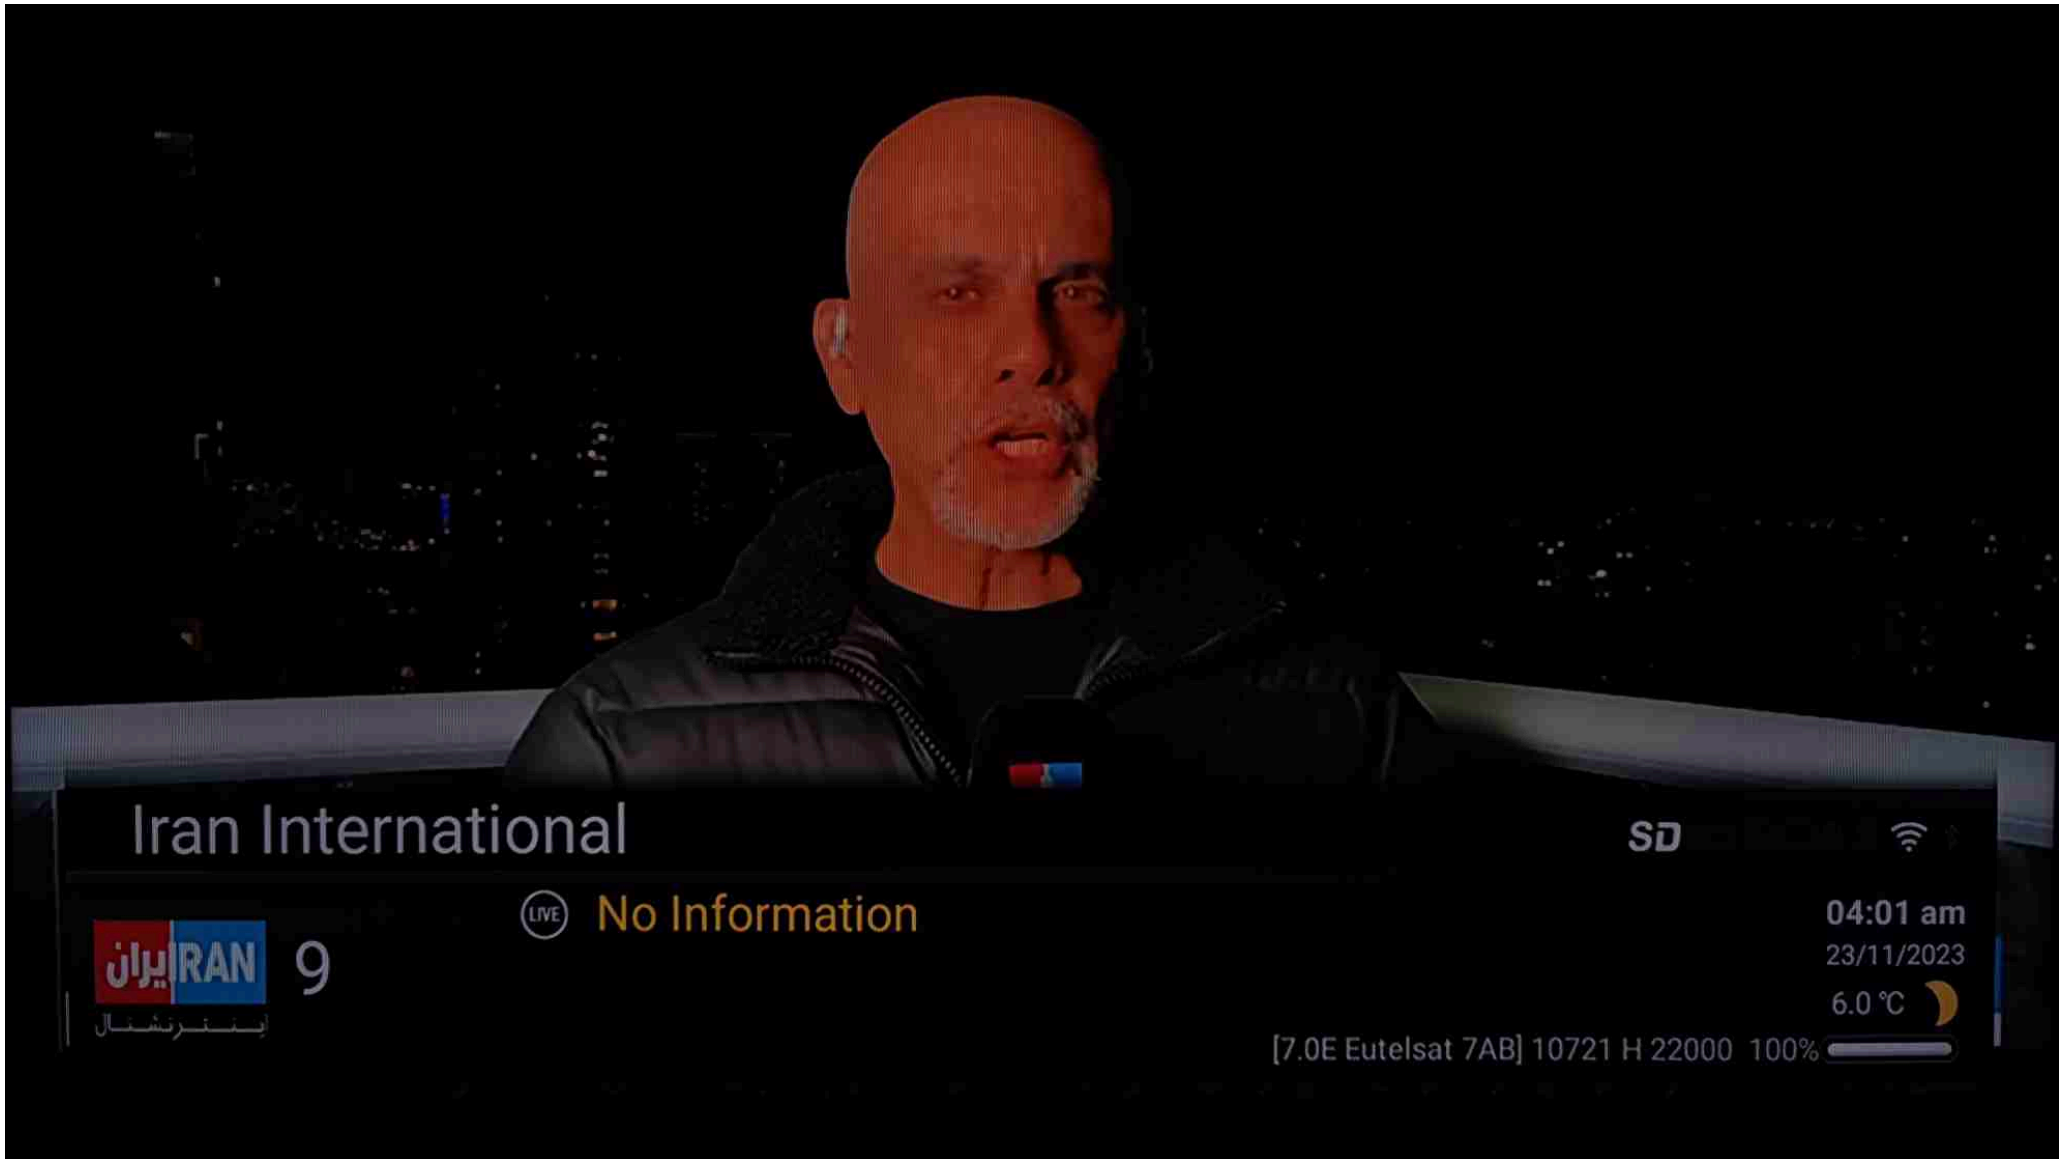 Iran International
SD
LIVE No Information
04:01 am
ایران IRAN
9
23/11/2023
6.0 °C
اینترنشنال
[7.0E Eutelsat 7AB] 10721 H 22000 100%